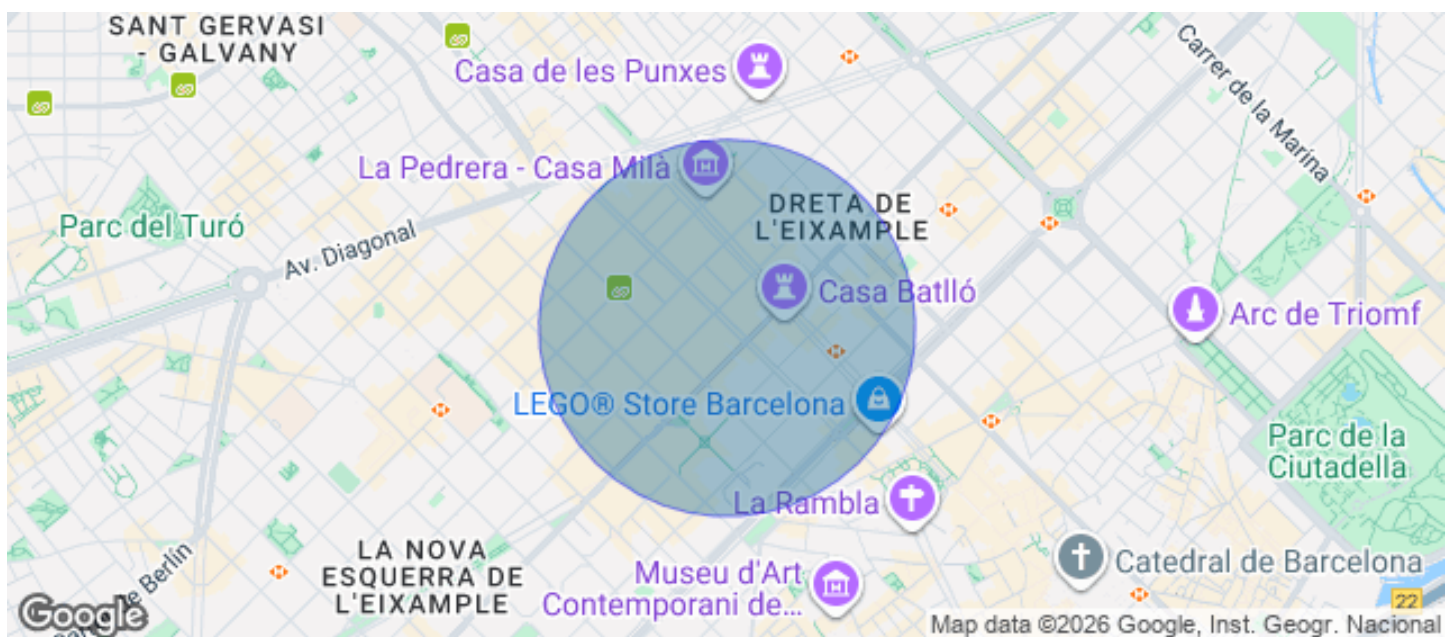 SANT GERVASI
- GALVANY
Casa de les Punxes
Carrer de la Marina
La Pedrera - Casa Milà
DRETA DE
L'EIXAMPLE
Parc del Turó
Av. Diagonal
Casa Batlló
Arc de Triomf
LEGO® Store Barcelona
Parc de la
Ciutadella
La Rambla
LA NOVA
ESQUERRA DE
L'EIXAMPLE
Museu d'Art
Contemporani de...
Catedral de Barcelona
de Berlín
22
Google
Map data ©2026 Google, Inst. Geogr. Nacional